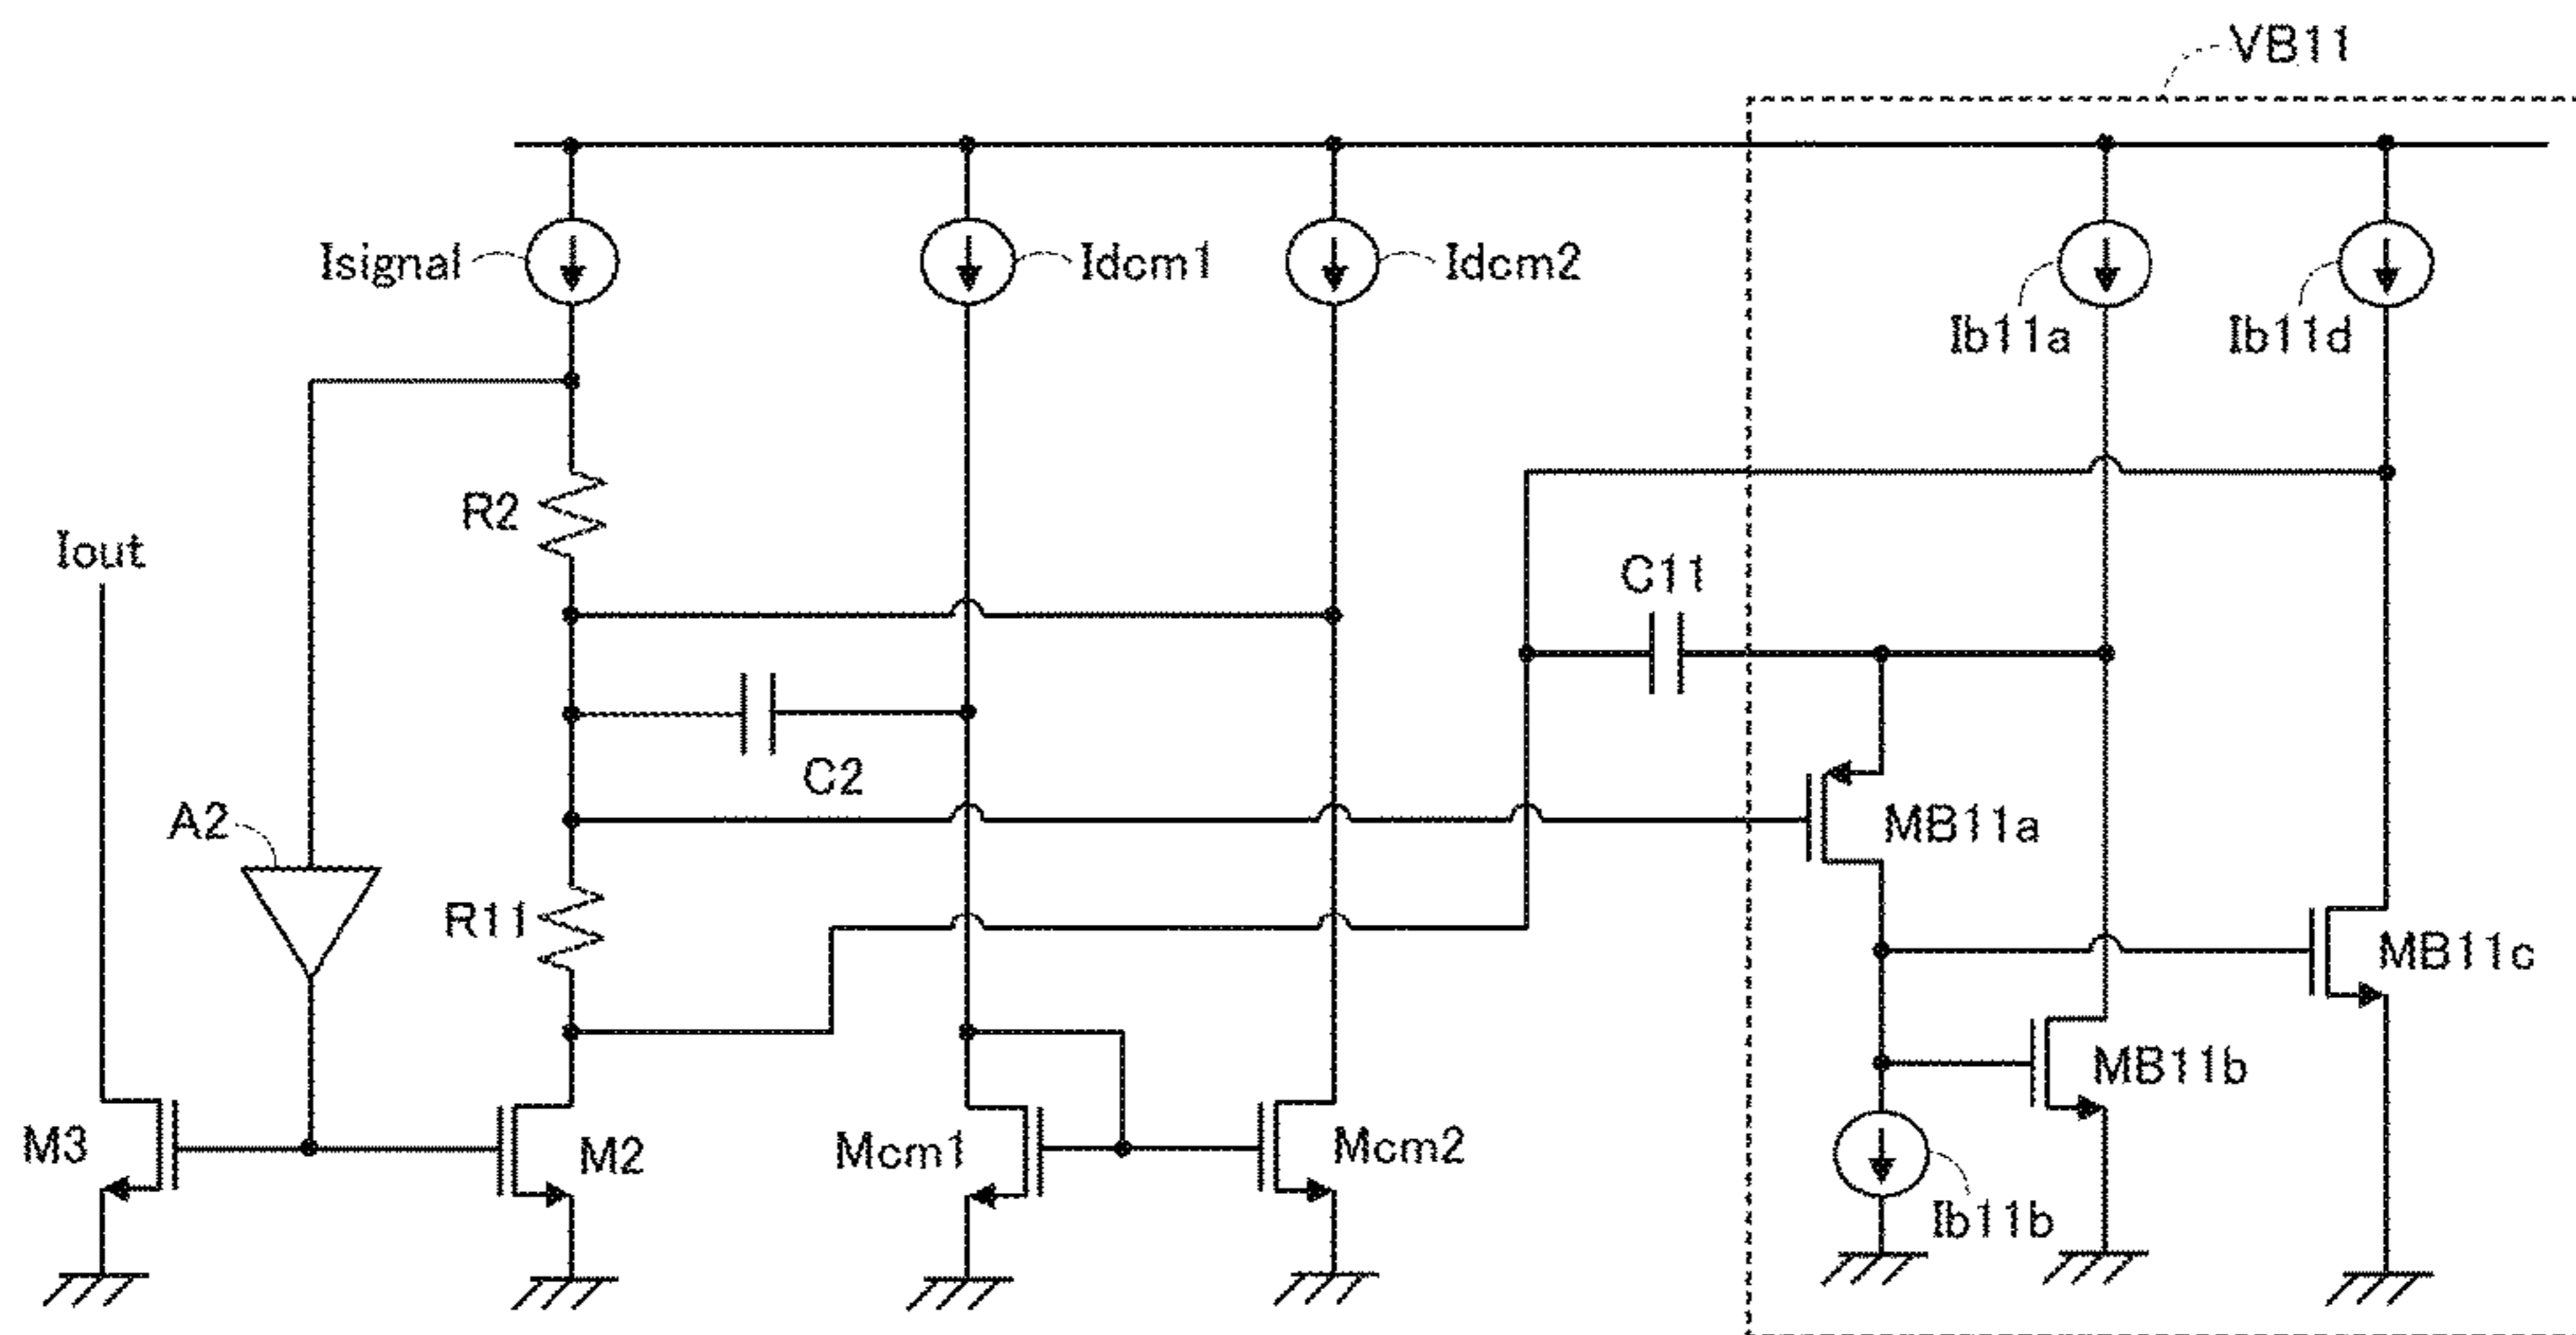 VB11
Isignal
Idcm1
Idcm2
Ib11a
Ib11d
R2
Iout
C11
C2
A2
MB11a
R11
MB11c
MB11b
M3
M2
Mcm1
Mcm2
Ib11b